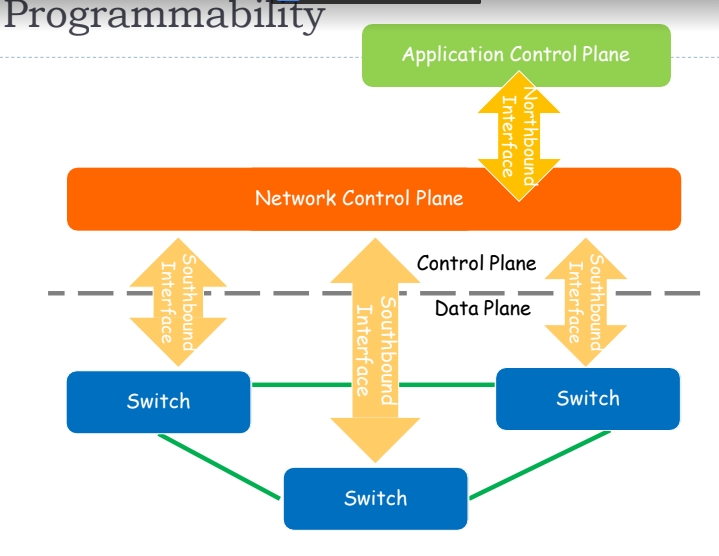 Programmability
Application Control Plane
Northbound
Interface
Network Control Plane
Southbound
Interface
Southbound
Interface
Southbound
Interface
Control Plane
Data Plane
Switch
Switch
Switch